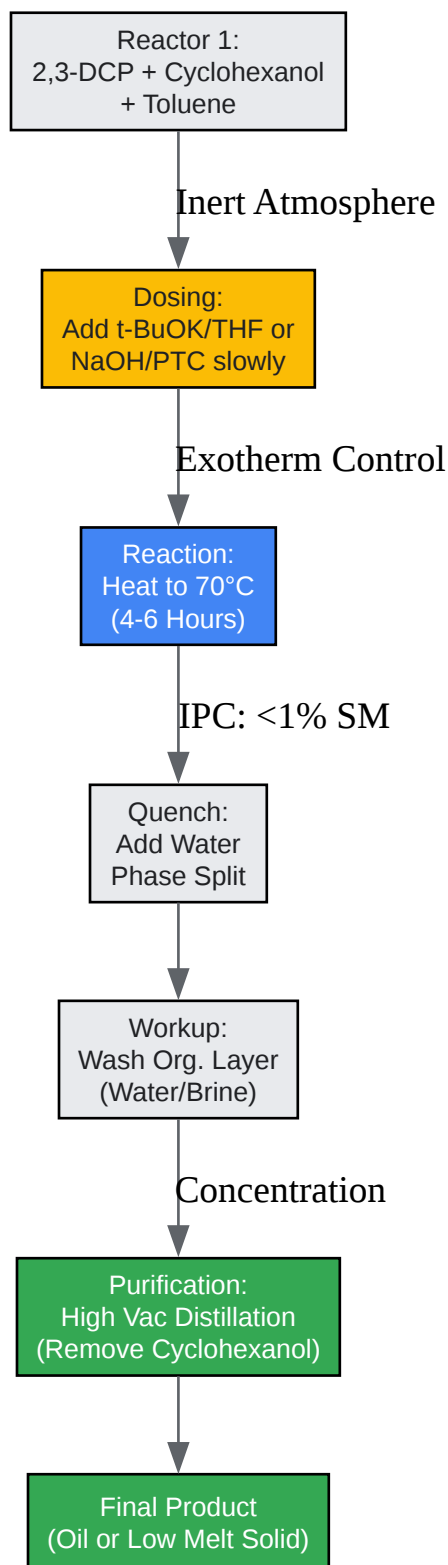 Reactor 1:
2,3-DCP + Cyclohexanol
+ Toluene
Inert Atmosphere
Dosing:
Add t-BuOK/THF or
NaOH/PTC slowly
Exotherm Control
Reaction:
Heat to 70°C
(4-6 Hours)
IPC: <1% SM
Quench:
Add Water
Phase Split
Workup:
Wash Org. Layer
(Water/Brine)
Concentration
Purification:
High Vac Distillation
(Remove Cyclohexanol)
Final Product
(Oil or Low Melt Solid)